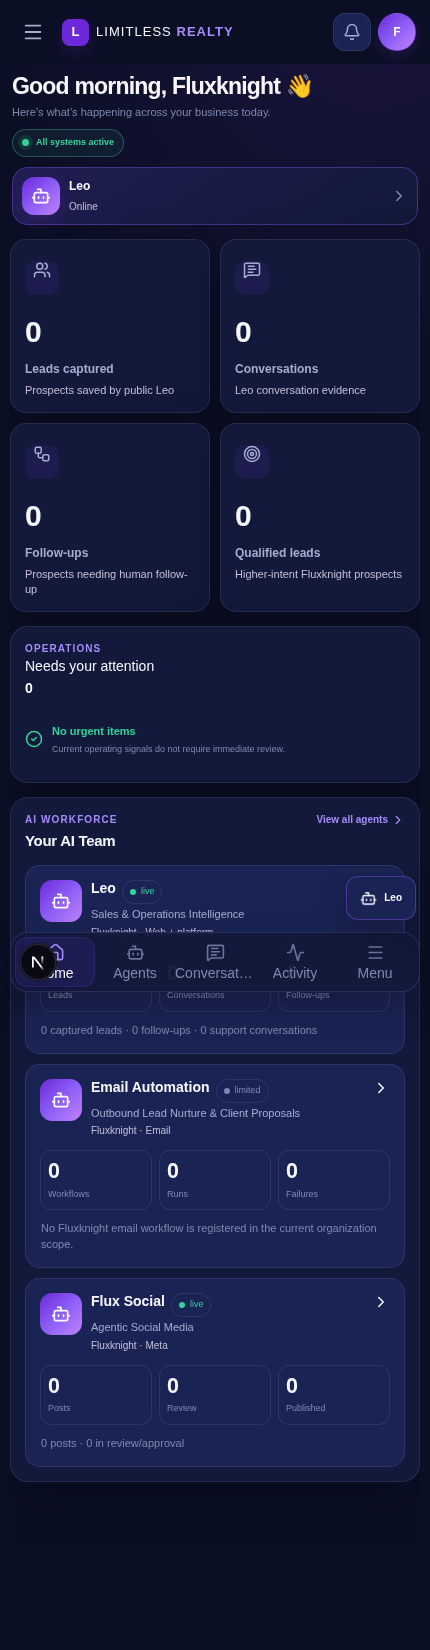 L LIMITLESS REALTY F
Good morning, Fluxknight 👋
Here's what's happening across your business today.
All systems active
Leo
Online
0
Leads captured
Prospects saved by public Leo
0
Conversations
Leo conversation evidence
0
Follow-ups
Prospects needing human follow-
up
0
Qualified leads
Higher-intent Fluxknight prospects
OPERATIONS
Needs your attention
0
No urgent items
Current operating signals do not require immediate review.
AI WORKFORCE View all agents
Your AI Team
Leo live
Leo
Sales & Operations Intelligence
Fluxknight · Web + platform
N
Agents
Conversat…
Activity
Menu
Leads
Conversations
Follow-ups
0 captured leads · 0 follow-ups · 0 support conversations
Email Automation limited
Outbound Lead Nurture & Client Proposals
Fluxknight · Email
0
Workflows
0
Runs
0
Failures
No Fluxknight email workflow is registered in the current organization
scope.
Flux Social live
Agentic Social Media
Fluxknight · Meta
0
Posts
0
Review
0
Published
0 posts · 0 in review/approval